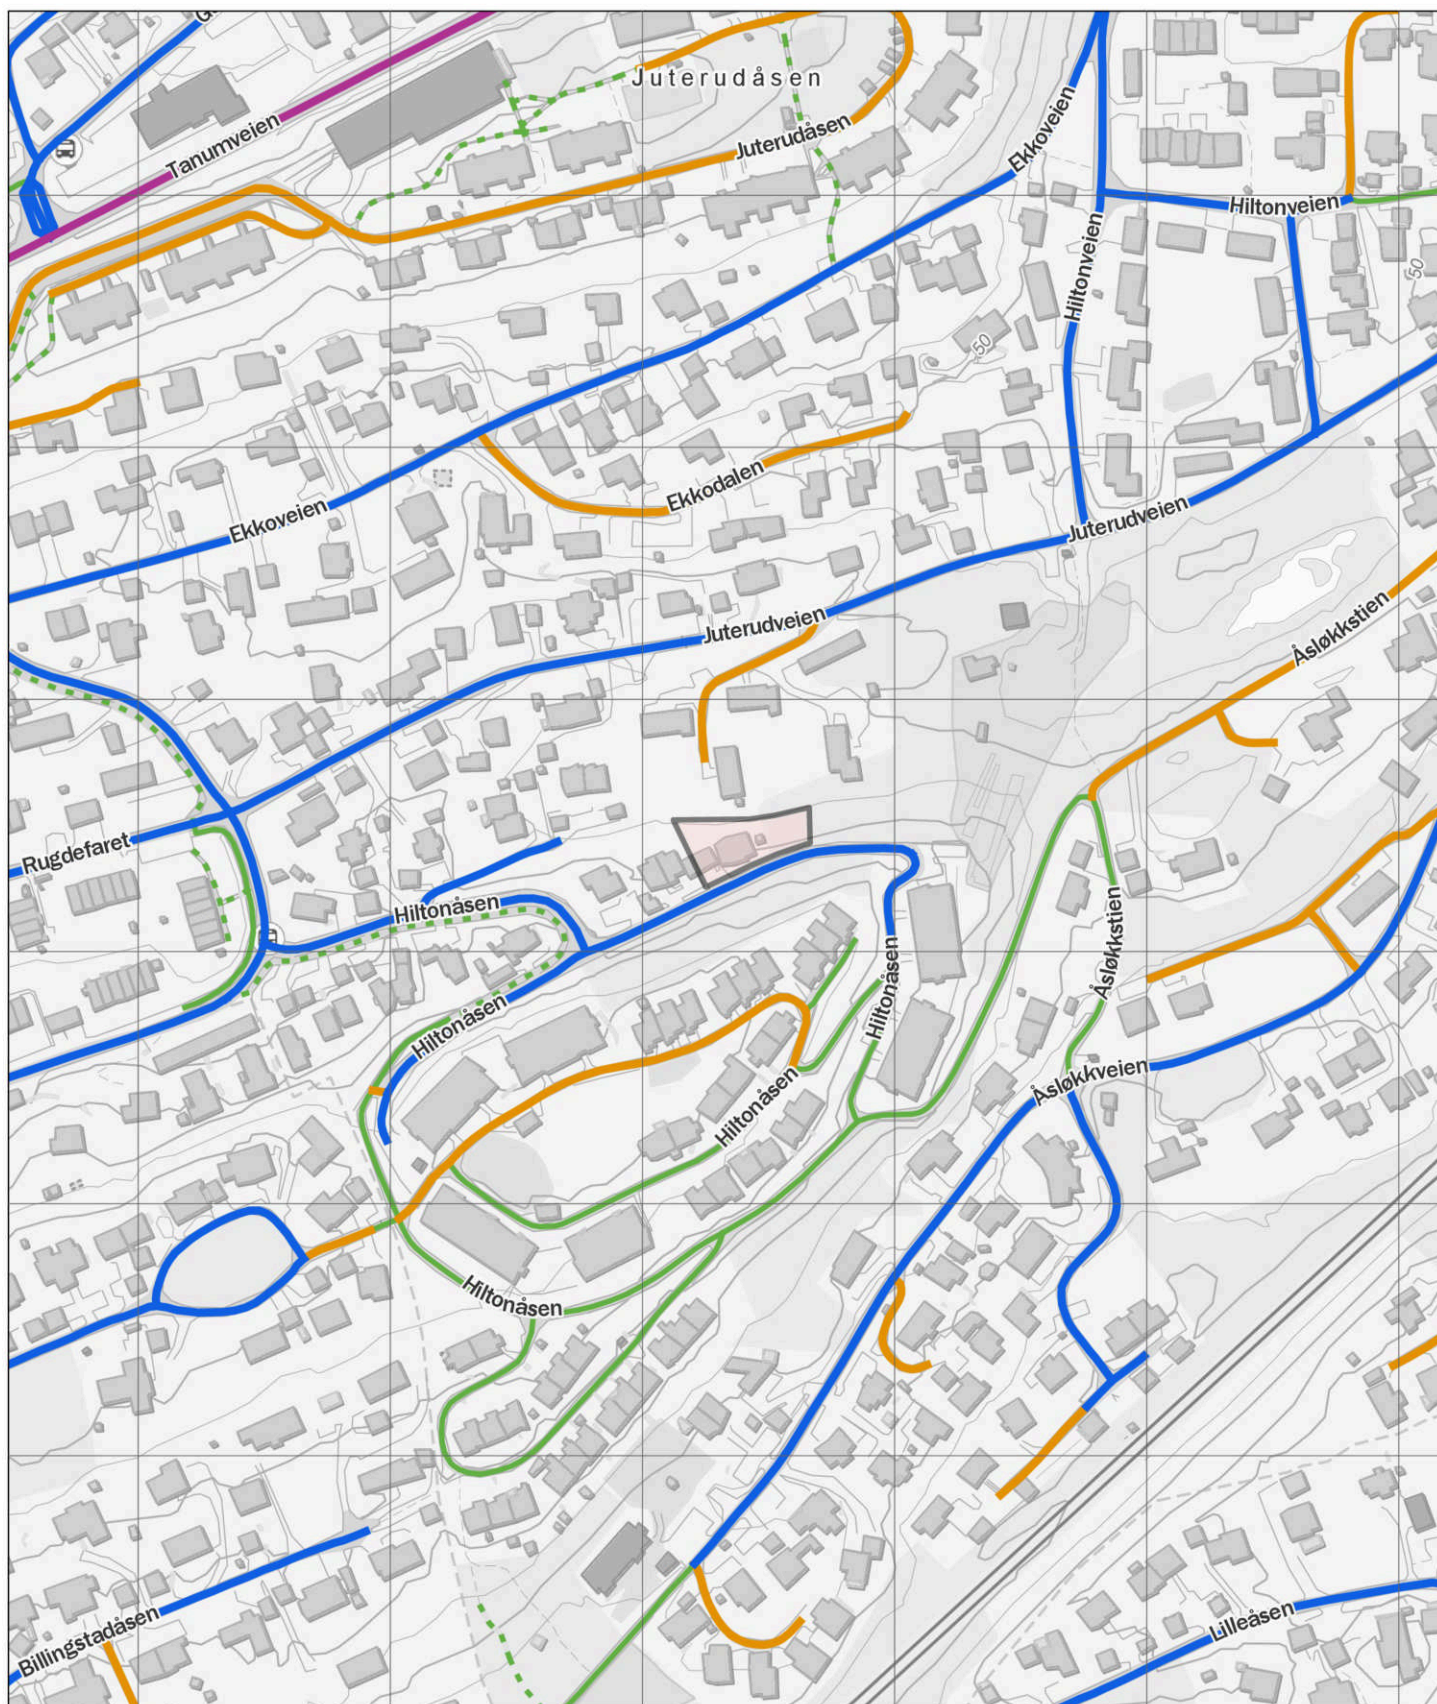 G
Juterudåsen
Tanumveien
Juterudåsen
Ekkoveien
Hiltonveien
Hiltonveien
50
50
Ekkodalen
Ekkoveien
Juterudveien
Juterudveien
Åsløkkstien
Rugdefaret
Hiltonåsen
Åsløkkstien
Hiltonåsen
Hiltonåsen
Åsløkkveien
Hiltonåsen
Hiltonåsen
Billingstadåsen
Lilleåsen